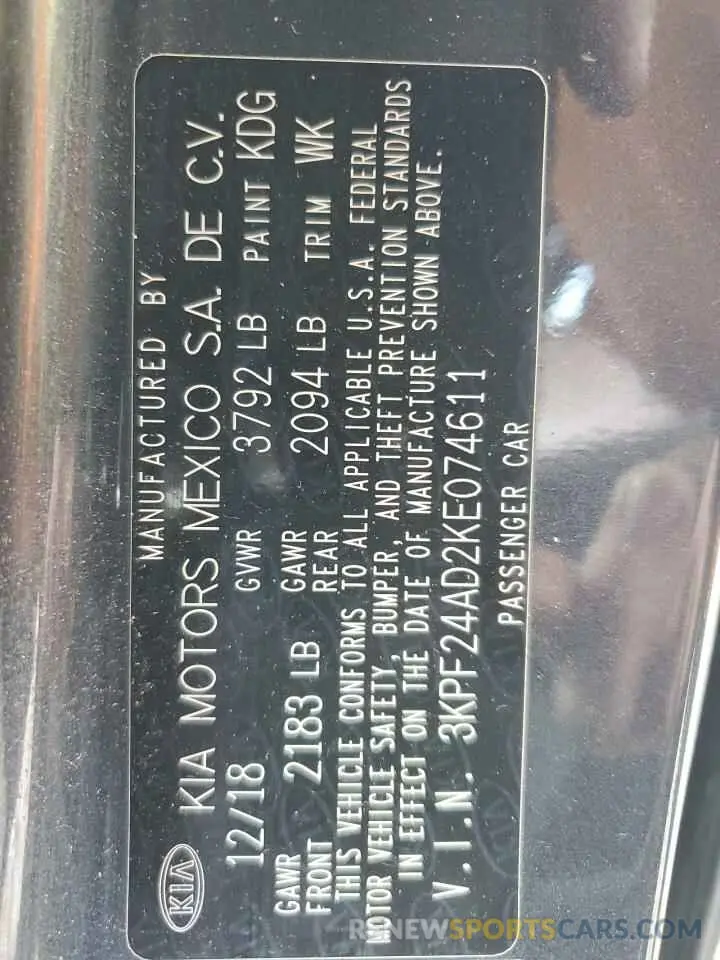 MANUFACTURED BY
KIA KIA MOTORS MEXICO S.A. DE C.V.
12/18 GVWR 3792 LB PAINT KDG
GAWR FRONT 2183 LB GAWR REAR 2094 LB TRIM WK
THIS VEHICLE CONFORMS TO ALL APPLICABLE U.S.A. FEDERAL
MOTOR VEHICLE SAFETY, BUMPER, AND THEFT PREVENTION STANDARDS
IN EFFECT ON THE DATE OF MANUFACTURE SHOWN ABOVE.
V.I.N. 3KPF24AD2KE074611
PASSENGER CAR
RENEWSPORTSCARS.COM